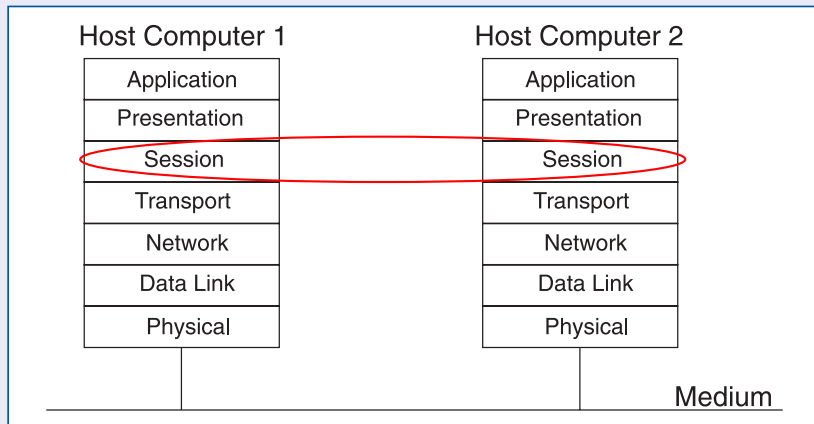 Host Computer 1 Host Computer 2
Application Application
Presentation Presentation
Session Session
Transport Transport
Network Network
Data Link Data Link
Physical Physical
Medium